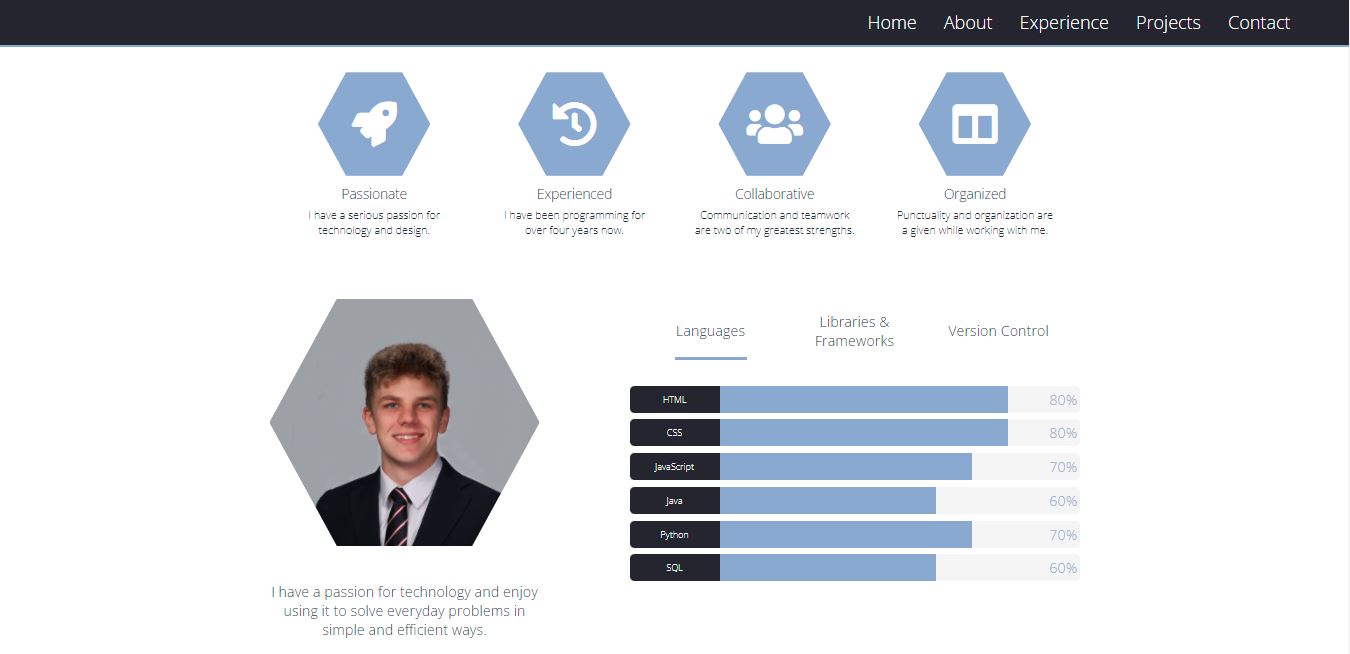 Home About Experience Projects Contact
Passionate
I have a serious passion for
technology and design.
Experienced
I have been programming for
over four years now.
Collaborative
Communication and teamwork
are two of my greatest strengths.
Organized
Punctuality and organization are
a given while working with me.
I have a passion for technology and enjoy
using it to solve everyday problems in
simple and efficient ways.
Languages
Libraries &
Frameworks
Version Control
HTML 80%
CSS 80%
JavaScript 70%
Java 60%
Python 70%
SQL 60%